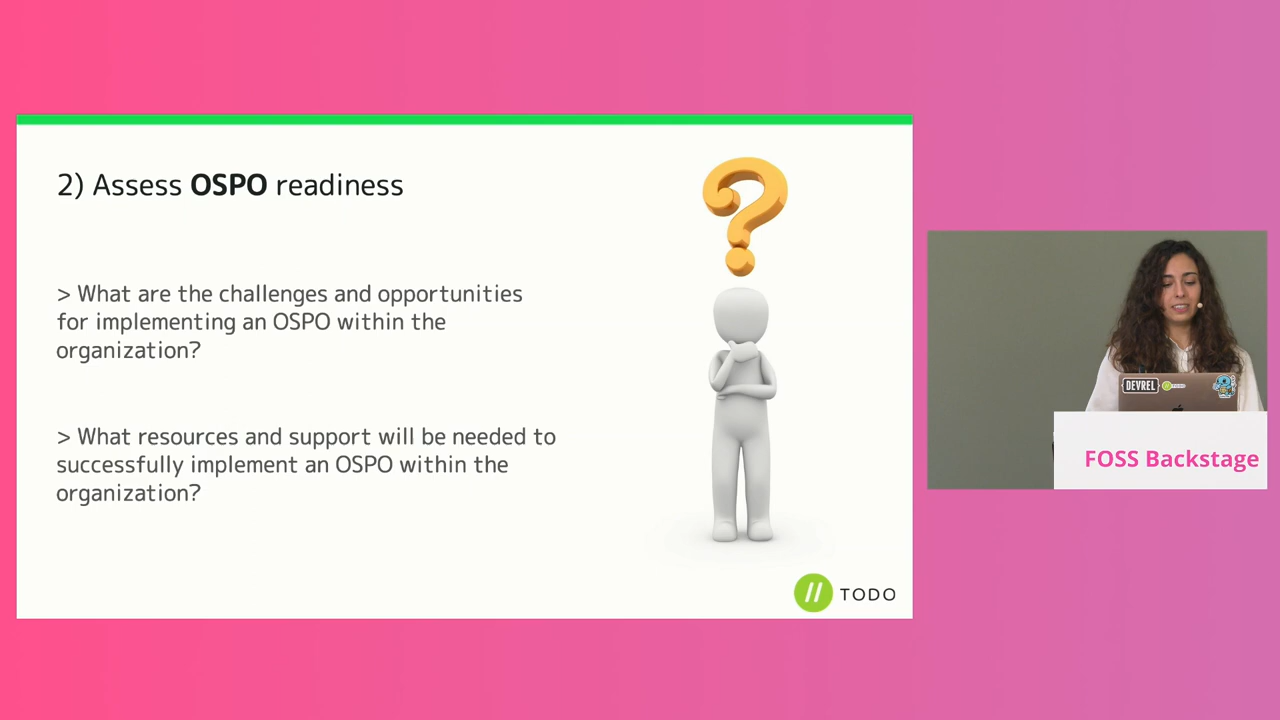 2) Assess OSPO readiness
> What are the challenges and opportunities
for implementing an OSPO within the
organization?
> What resources and support will be needed to
successfully implement an OSPO within the
organization?
// TODO
DEVREL
TODO
FOSS Backstage